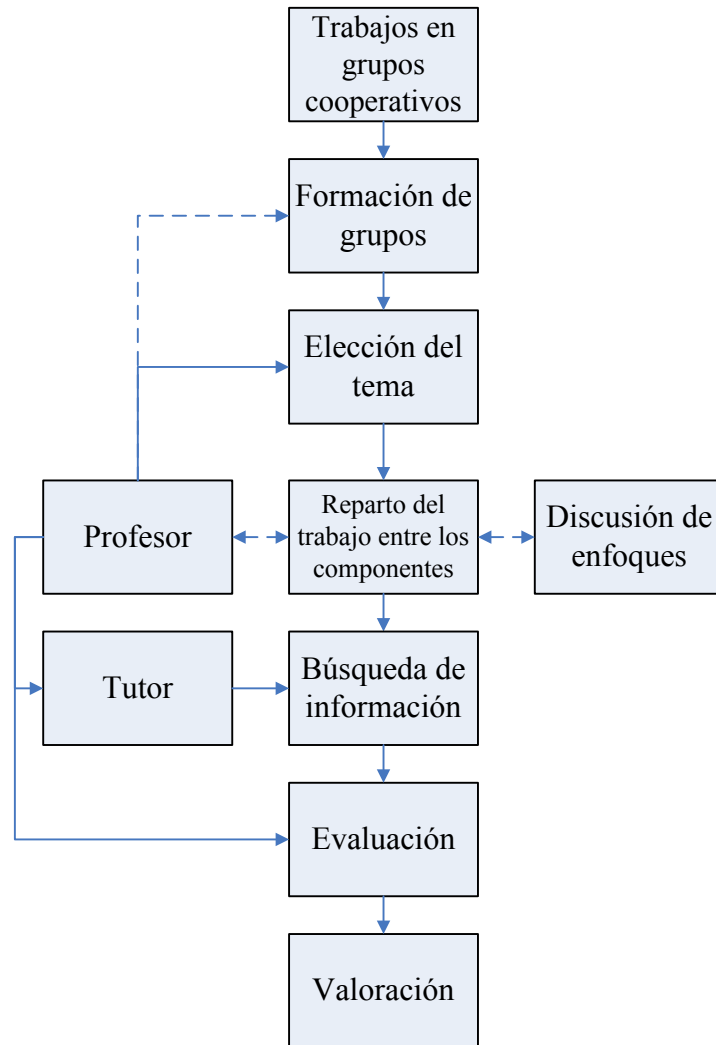 Trabajos en
grupos
cooperativos
Formación de
grupos
Elección del
tema
Profesor
Reparto del
trabajo entre los
componentes
Discusión de
enfoques
Tutor
Búsqueda de
información
Evaluación
Valoración